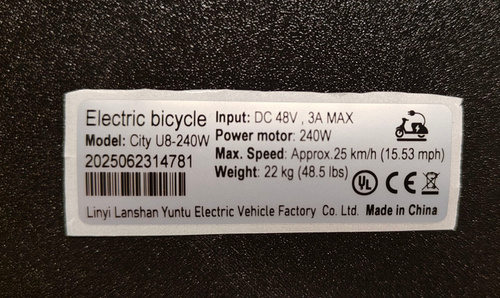 Electric bicycle
Model: City U8-240W
2025062314781
Input: DC 48V , 3A MAX
Power motor: 240W
Max. Speed: Approx.25 km/h (15.53 mph)
Weight: 22 kg (48.5 lbs)
UL CE
Linyi Lanshan Yuntu Electric Vehicle Factory Co. Ltd. Made in China